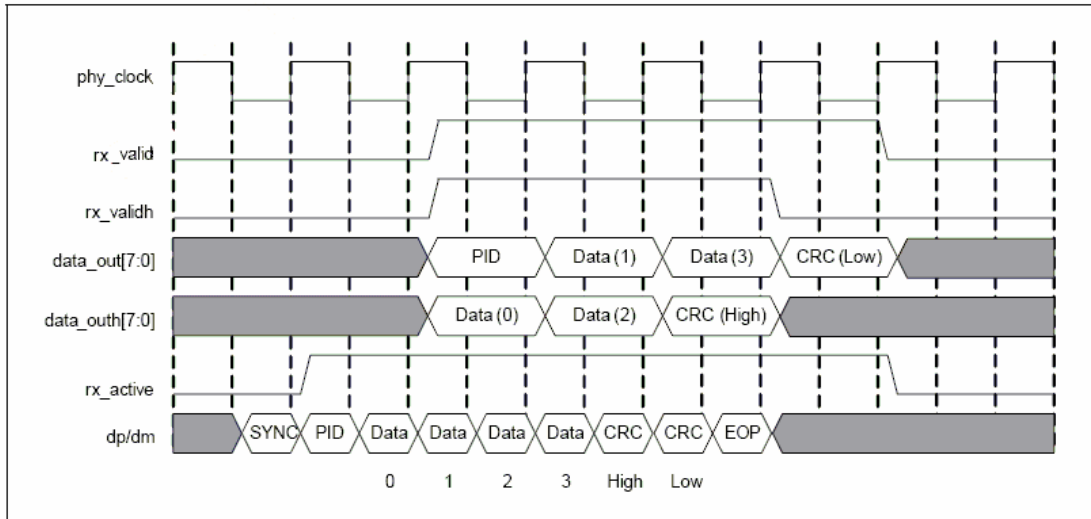 phy_clock
rx_valid
rx_validh
data_out[7:0] PID Data (1) Data (3) CRC (Low)
data_outh[7:0] Data (0) Data (2) CRC (High)
rx_active
dp/dm SYNC PID Data Data Data Data CRC CRC EOP
0 1 2 3 High Low